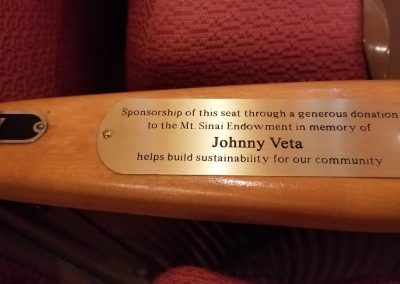 Sponsorship of this seat through a generous donation
to the Mt. Sinai Endowment in memory of
Johnny Veta
helps build sustainability for our community